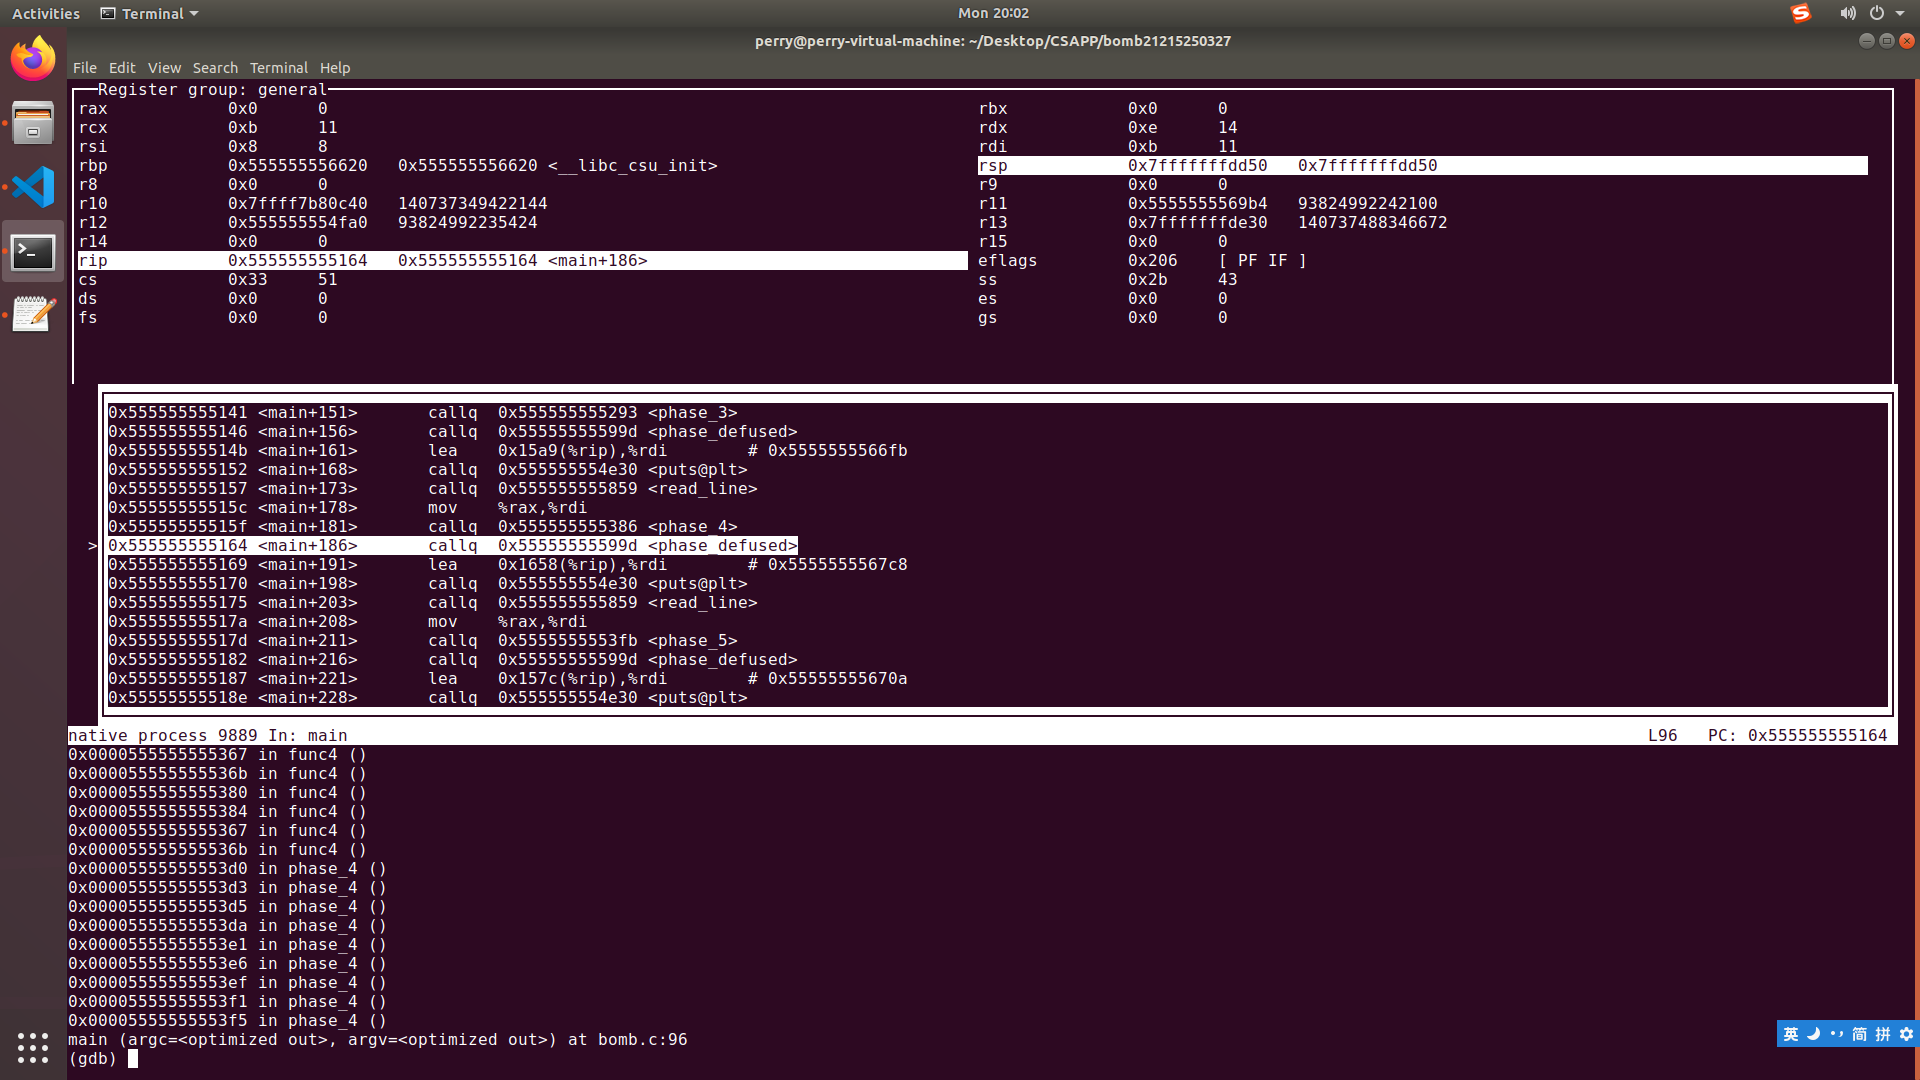 Activities Terminal Mon 20:02
perry@perry-virtual-machine: ~/Desktop/CSAPP/bomb21215250327
File Edit View Search Terminal Help
Register group: general
rax 0x0 0 rbx 0x0 0
rcx 0xb 11 rdx 0xe 14
rsi 0x8 8 rdi 0xb 11
rbp 0x555555556620 0x555555556620 <__libc_csu_init> rsp 0x7fffffffdd50 0x7fffffffdd50
r8 0x0 0 r9 0x0 0
r10 0x7ffff7b80c40 140737349422144 r11 0x5555555569b4 93824992242100
r12 0x555555554fa0 93824992235424 r13 0x7fffffffde30 140737488346672
r14 0x0 0 r15 0x0 0
rip 0x555555555164 0x555555555164 <main+186> eflags 0x206 [ PF IF ]
cs 0x33 51 ss 0x2b 43
ds 0x0 0 es 0x0 0
fs 0x0 0 gs 0x0 0
0x555555555141 <main+151> callq 0x555555555293 <phase_3>
0x555555555146 <main+156> callq 0x55555555599d <phase_defused>
0x55555555514b <main+161> lea 0x15a9(%rip),%rdi # 0x5555555566fb
0x555555555152 <main+168> callq 0x555555554e30 <puts@plt>
0x555555555157 <main+173> callq 0x555555555859 <read_line>
0x55555555515c <main+178> mov %rax,%rdi
0x55555555515f <main+181> callq 0x555555555386 <phase_4>
>0x555555555164 <main+186> callq 0x55555555599d <phase_defused>
0x555555555169 <main+191> lea 0x1658(%rip),%rdi # 0x5555555567c8
0x555555555170 <main+198> callq 0x555555554e30 <puts@plt>
0x555555555175 <main+203> callq 0x555555555859 <read_line>
0x55555555517a <main+208> mov %rax,%rdi
0x55555555517d <main+211> callq 0x5555555553fb <phase_5>
0x555555555182 <main+216> callq 0x55555555599d <phase_defused>
0x555555555187 <main+221> lea 0x157c(%rip),%rdi # 0x55555555670a
0x55555555518e <main+228> callq 0x555555554e30 <puts@plt>
native process 9889 In: main L96 PC: 0x555555555164
0x0000555555555367 in func4 ()
0x000055555555536b in func4 ()
0x0000555555555380 in func4 ()
0x0000555555555384 in func4 ()
0x0000555555555367 in func4 ()
0x000055555555536b in func4 ()
0x00005555555553d0 in phase_4 ()
0x00005555555553d3 in phase_4 ()
0x00005555555553d5 in phase_4 ()
0x00005555555553da in phase_4 ()
0x00005555555553e1 in phase_4 ()
0x00005555555553e6 in phase_4 ()
0x00005555555553ef in phase_4 ()
0x00005555555553f1 in phase_4 ()
0x00005555555553f5 in phase_4 ()
main (argc=<optimized out>, argv=<optimized out>) at bomb.c:96
(gdb)
英 简 拼